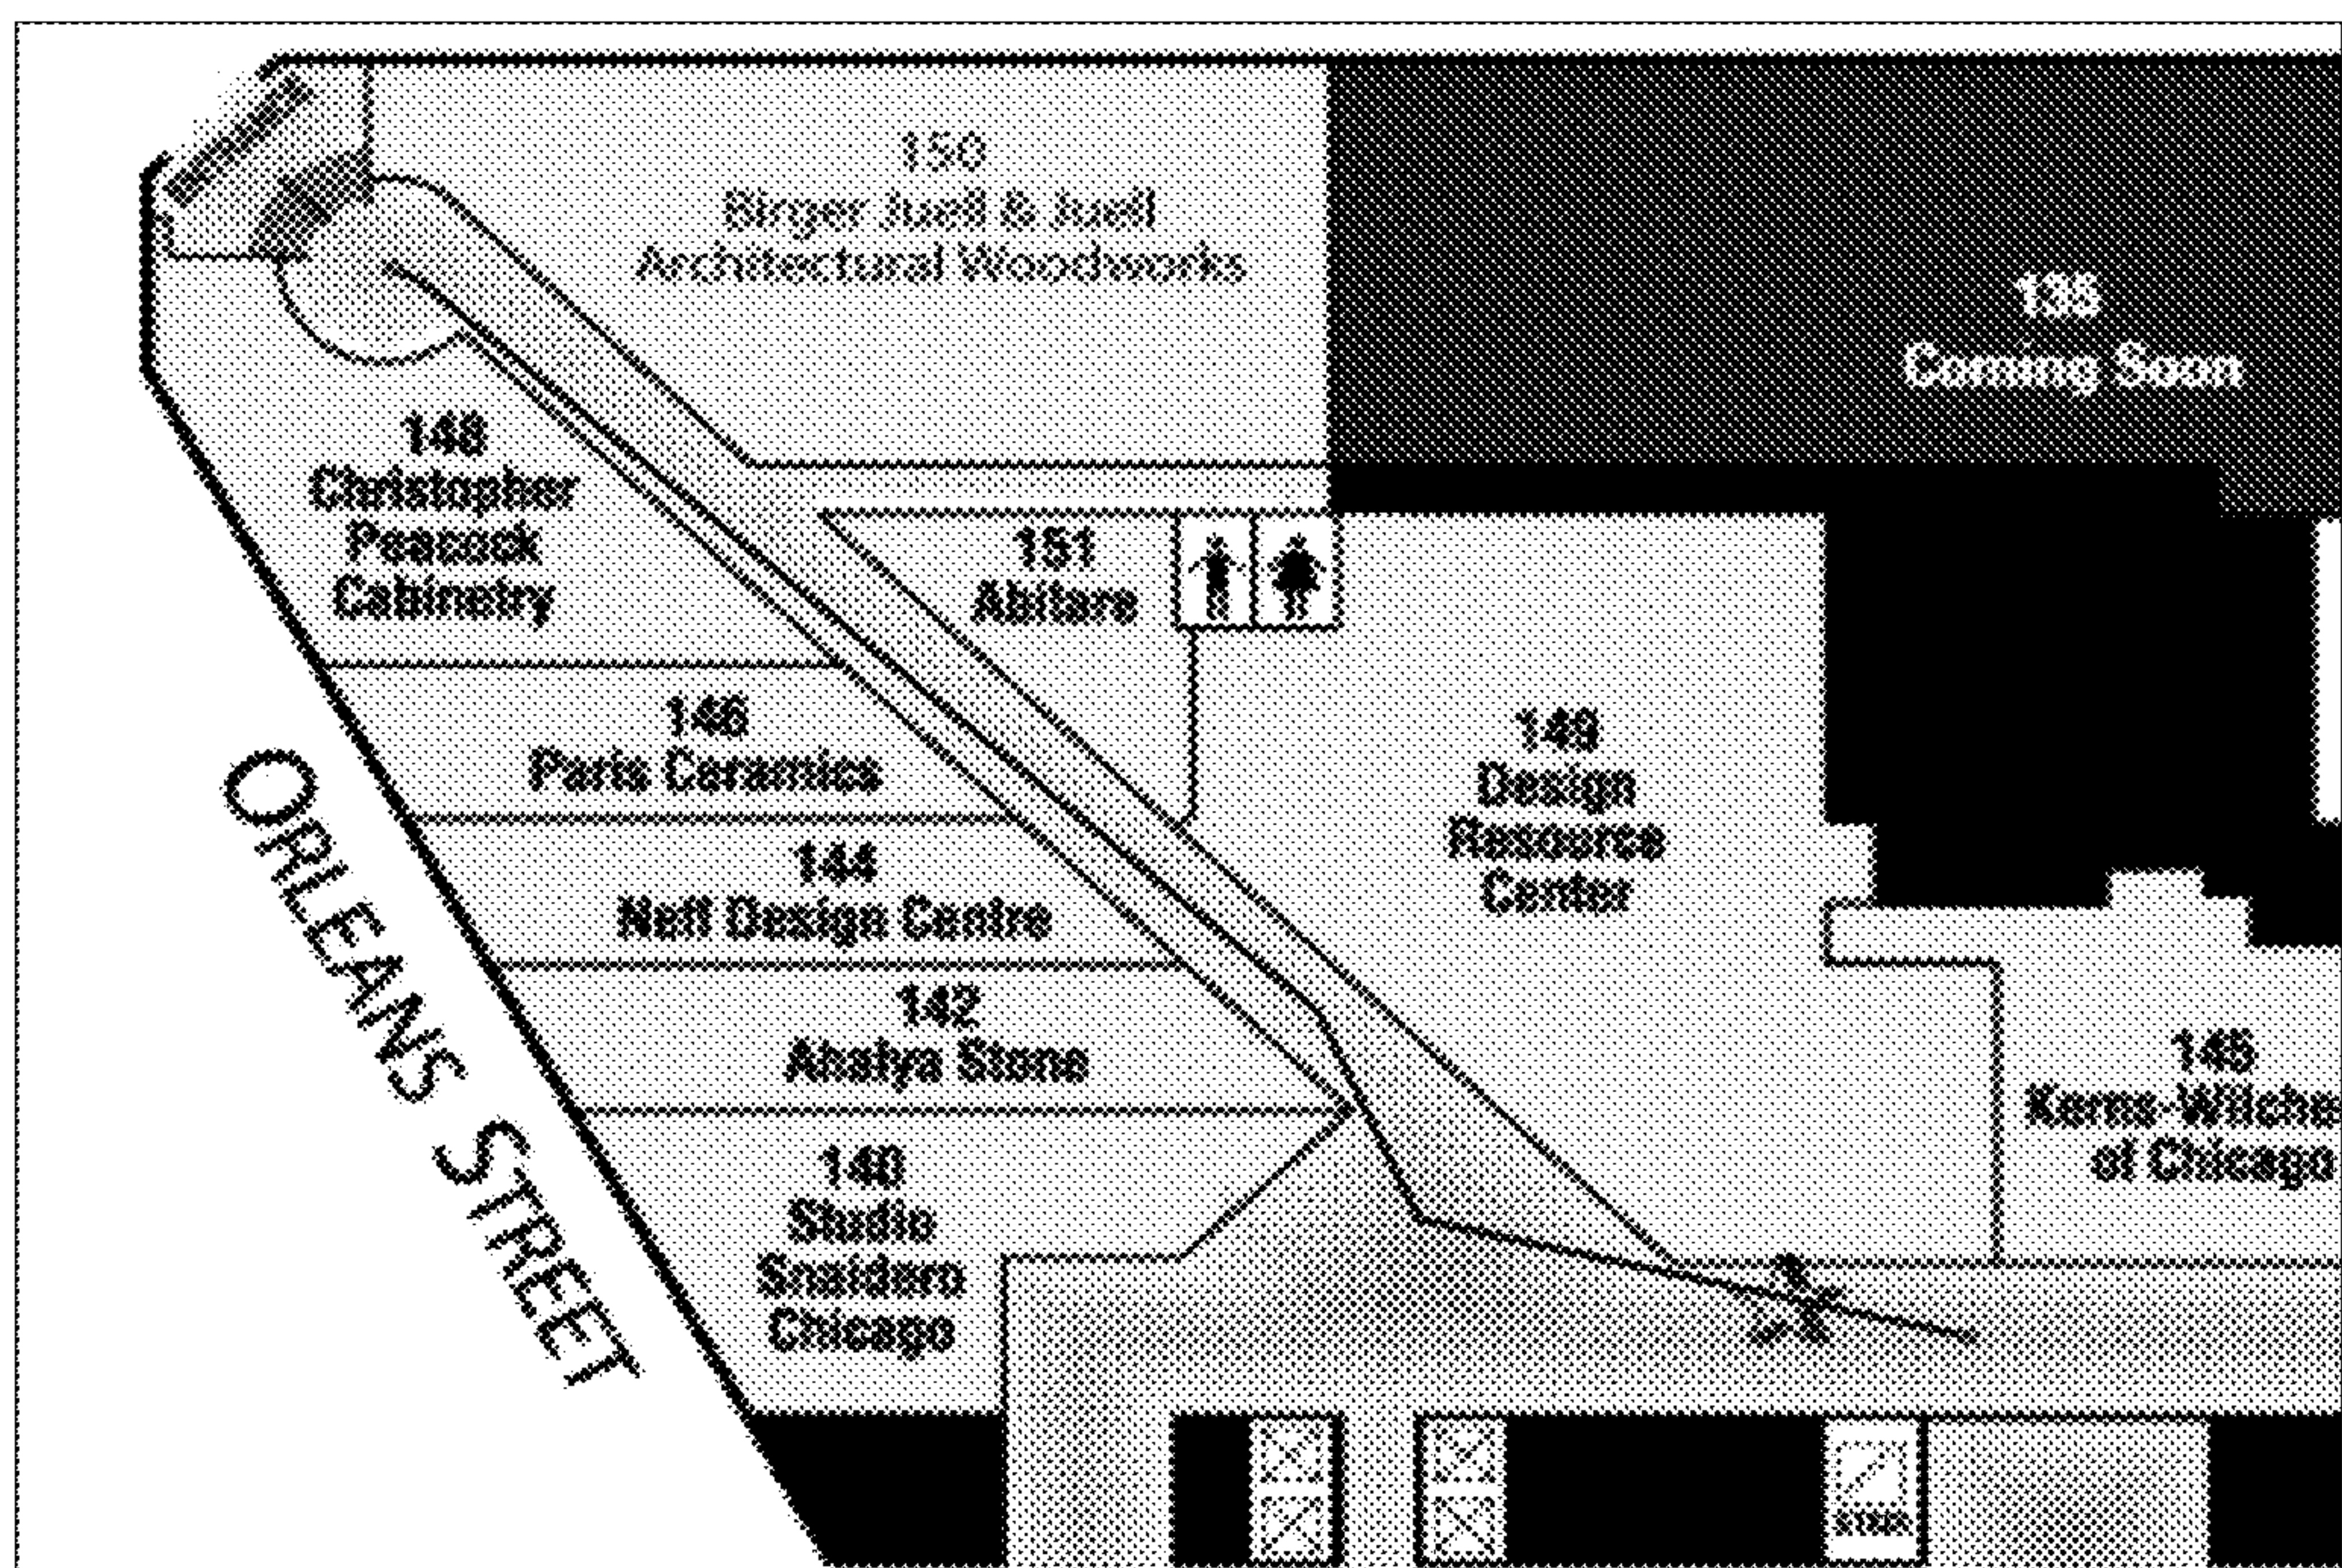 150
Birger Juell & Juell
Architectural Woodworks
135
Coming Soon
148
Christopher
Peacock
Cabinetry
151
Abitare
146
Paris Ceramics
149
Design
Resource
Center
144
Neff Design Centre
142
Ahalya Stone
145
Kerns-Wilche
of Chicago
140
Studio
Snaidero
Chicago
ORLEANS STREET